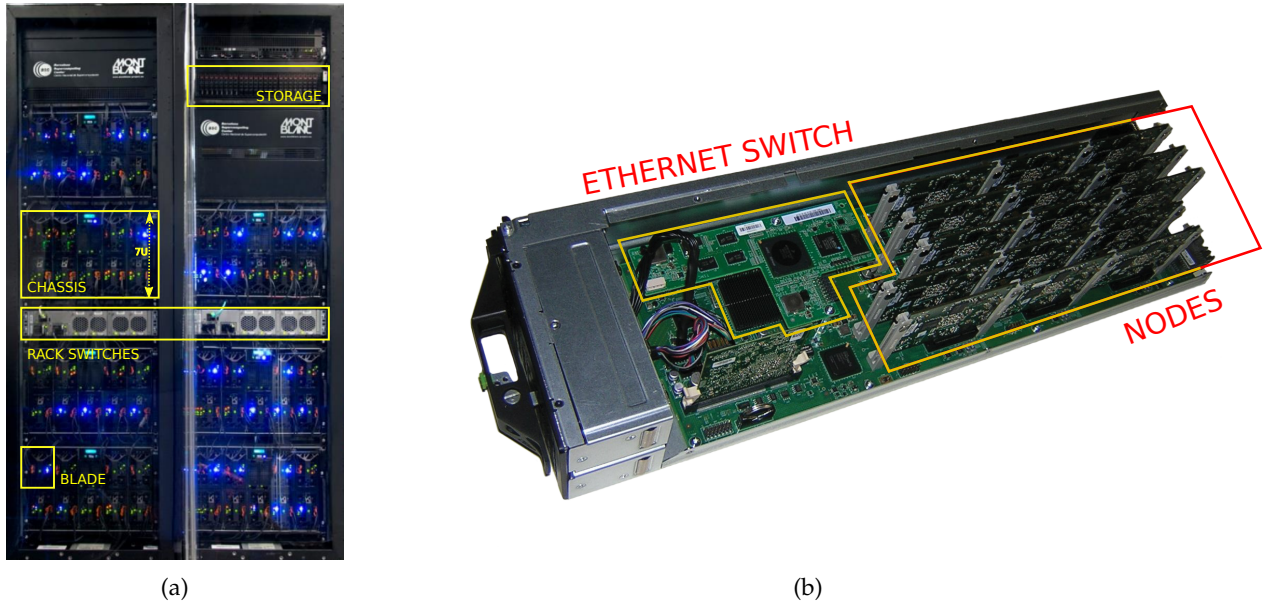 MONT
BLANC
STORAGE
MONT
BLANC
7U
CHASSIS
RACK SWITCHES
BLADE
(a)
ETHERNET SWITCH
NODES
(b)